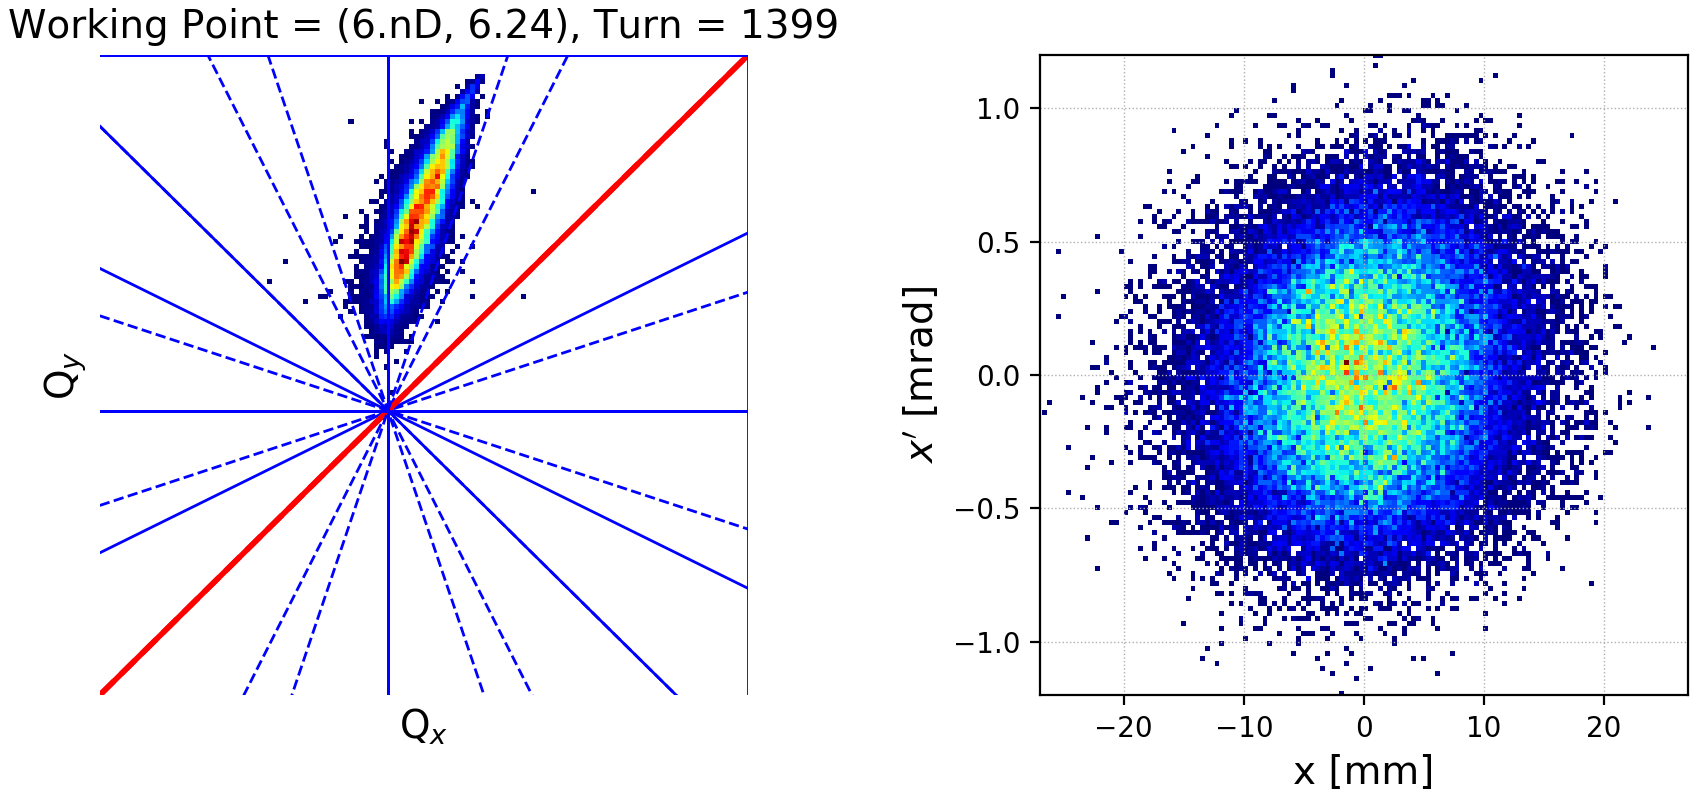 Working Point = (6.nD, 6.24), Turn = 1399
Qy
Qx
1.0
0.5
0.0
−0.5
−1.0
x′ [mrad]
−20 −10 0 10 20
x [mm]